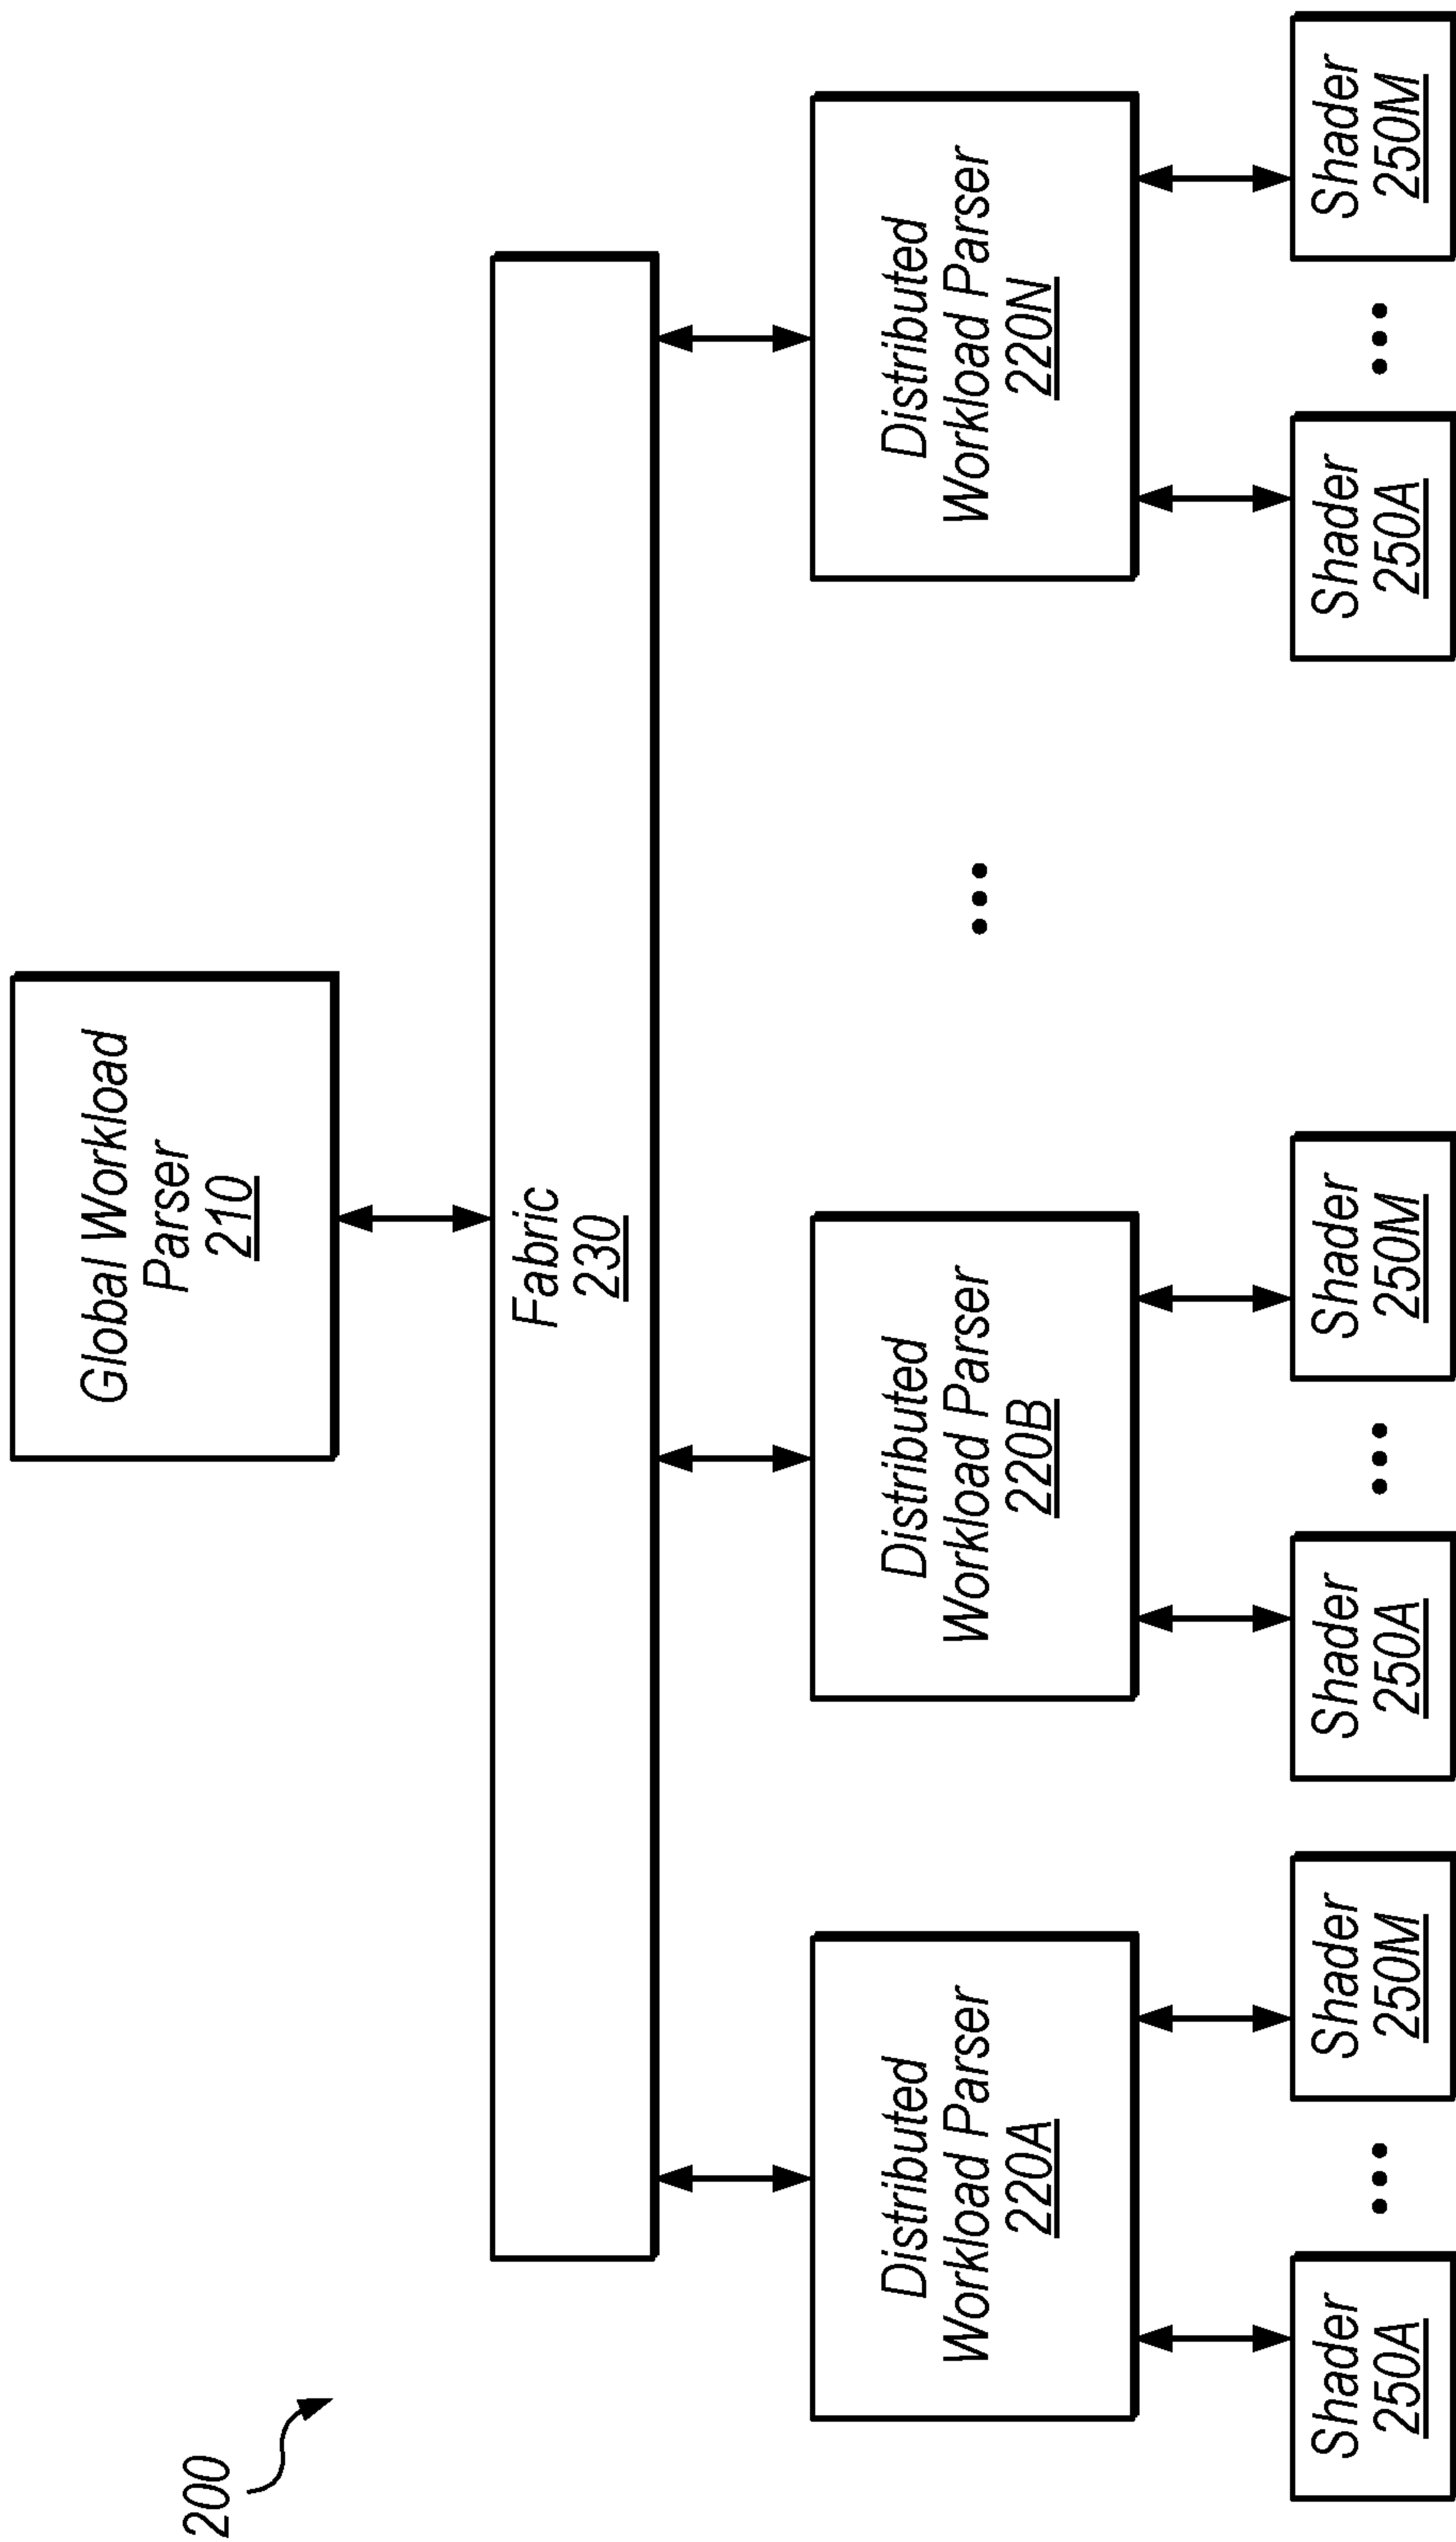 200
Global Workload
Parser
210
Fabric
230
Distributed
Workload Parser
220A
Distributed
Workload Parser
220B
...
Distributed
Workload Parser
220N
Shader
250A
...
Shader
250M
Shader
250A
...
Shader
250M
Shader
250A
...
Shader
250M